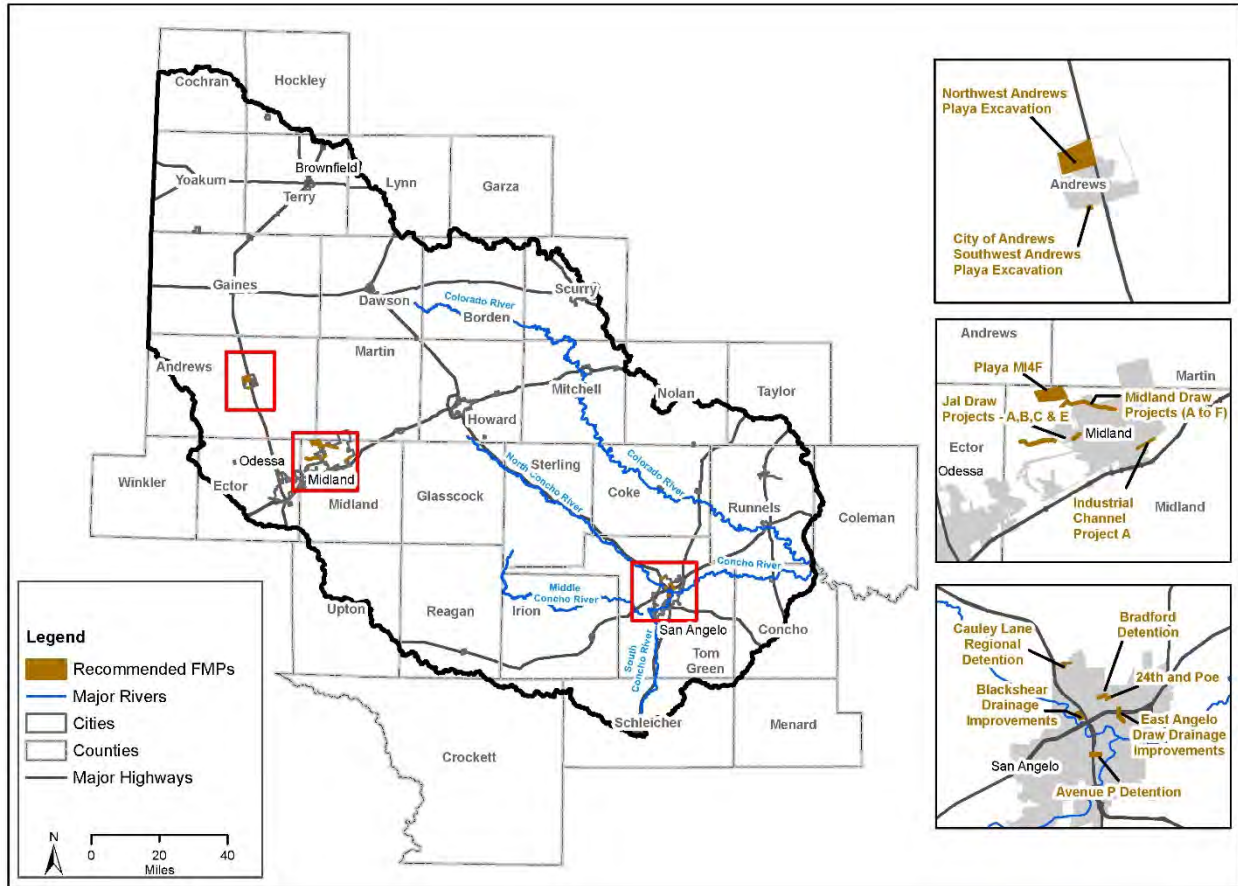 Cochran
Hockley
Yoakum
Brownfield
Terry
Lynn
Garza
Gaines
Dawson
Colorado River
Borden
Scurry
Andrews
Martin
Howard
Mitchell
Nolan
Taylor
Winkler
Ector
Odessa
Midland
Midland
Glasscock
North Concho River
Sterling
Coke
Colorado River
Runnels
Coleman
Upton
Reagan
Irion
Middle
Concho River
Concho River
San Angelo
Concho
Tom
Green
South
Concho River
Schleicher
Menard
Crockett
Legend
Recommended FMPs
Major Rivers
Cities
Counties
Major Highways
N
0 20 40
Miles
Northwest Andrews
Playa Excavation
Andrews
City of Andrews
Southwest Andrews
Playa Excavation
Andrews
Martin
Playa MI4F
Jal Draw
Projects - A,B,C & E
Midland Draw
Projects (A to F)
Ector
Midland
Odessa
Industrial
Channel
Project A
Midland
Cauley Lane
Regional
Detention
Bradford
Detention
24th and Poe
Blackshear
Drainage
Improvements
East Angelo
Draw Drainage
Improvements
San Angelo
Avenue P Detention